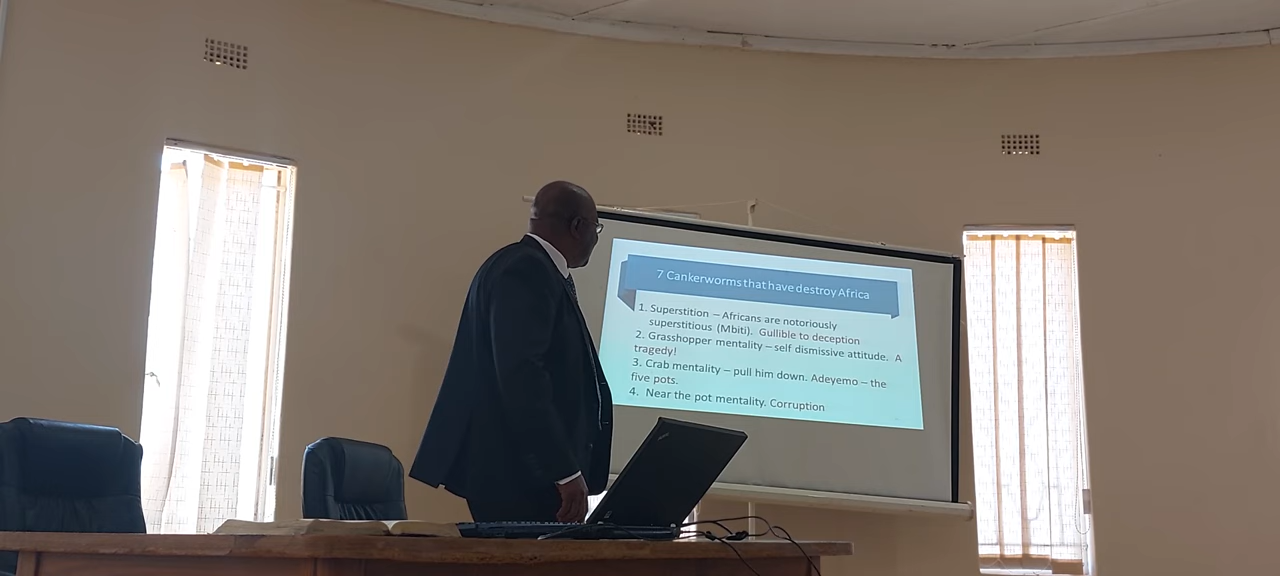 7 Cankerworms that have destroy Africa
1. Superstition – Africans are notoriously
superstitious (Mbiti). Gullible to deception
2. Grasshopper mentality – self dismissive attitude. A
tragedy!
3. Crab mentality – pull him down. Adeyemo – the
five pots.
4. Near the pot mentality. Corruption